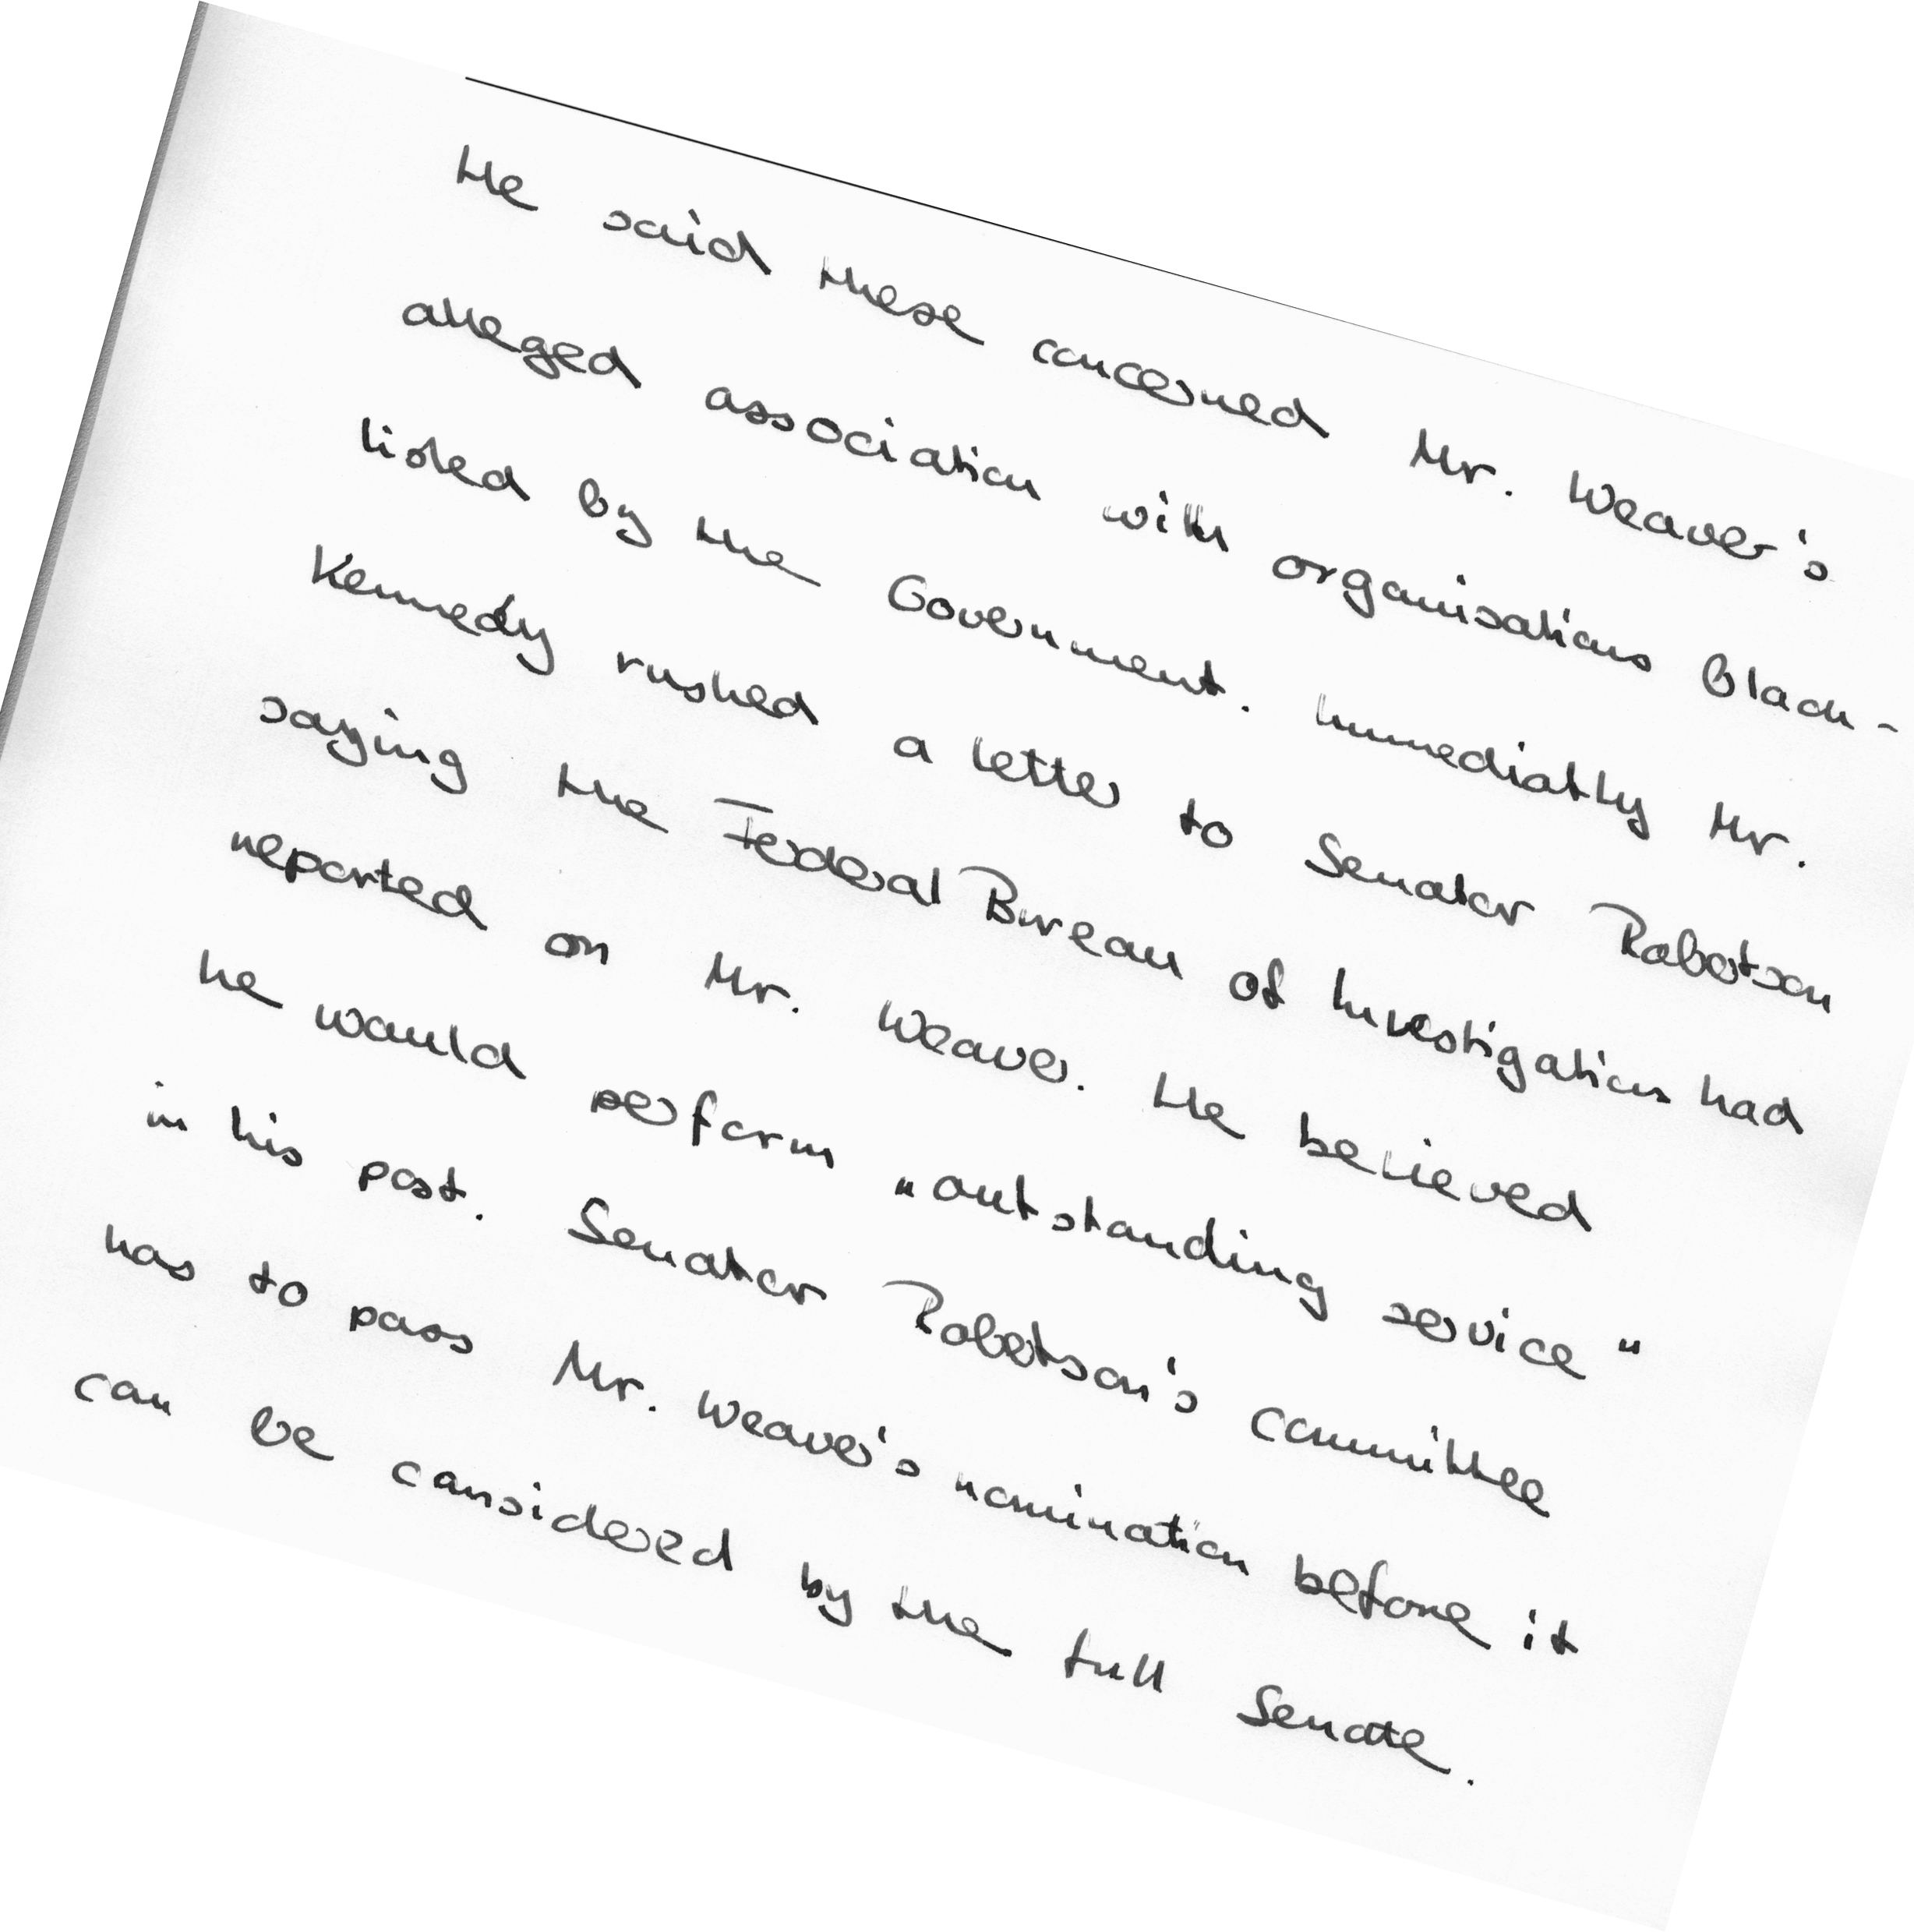 He said these concerned Mr. Weaver's
alleged association with organisations black-
listed by the Government. Immediatly Mr.
Kennedy rushed a letter to Senator Robertson
saying the Federal Bureau of Investigation had
reported on Mr. Weaver. He believed
he would perform "outstanding service"
in his post. Senator Robertson's committee
has to pass Mr. Weaver's nomination before it
can be considered by the full Senate.